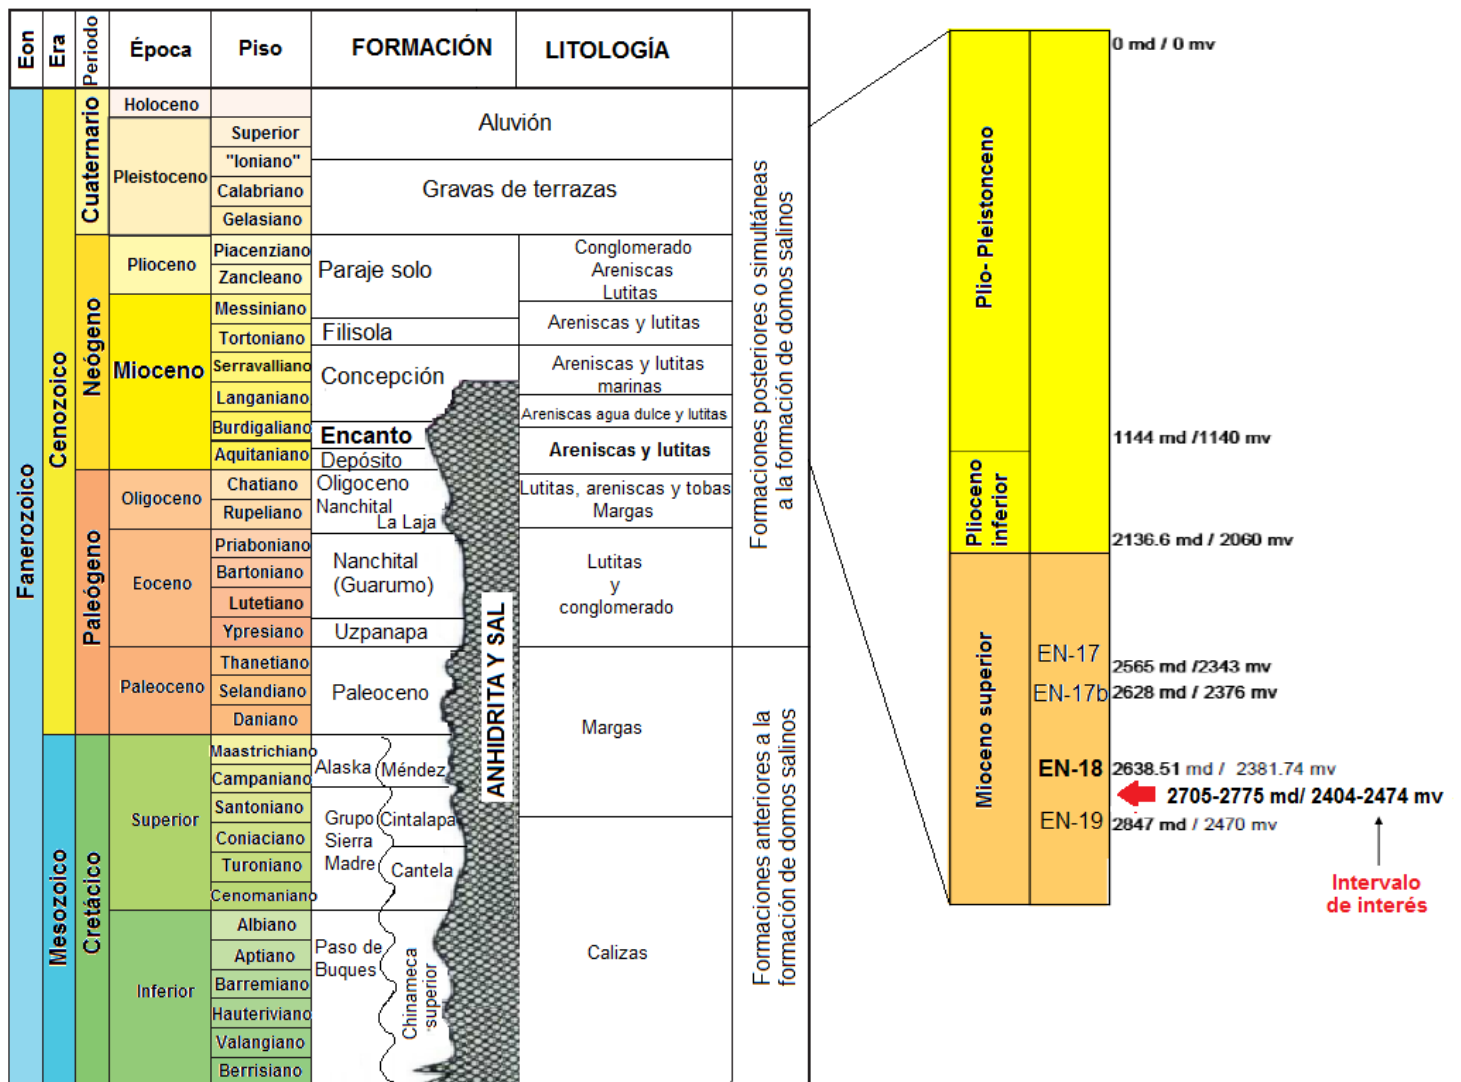 Eon
Era
Periodo
Época
Piso
FORMACIÓN
LITOLOGÍA
Fanerozoico
Cenozoico
Mesozoico
Cuaternario
Neógeno
Paleógeno
Cretácico
Holoceno
Pleistoceno
Plioceno
Mioceno
Oligoceno
Eoceno
Paleoceno
Superior
Inferior
Superior
"Ioniano"
Calabriano
Gelasiano
Piacenziano
Zancleano
Messiniano
Tortoniano
Serravalliano
Langaniano
Burdigaliano
Aquitaniano
Chatiano
Rupeliano
Priaboniano
Bartoniano
Lutetiano
Ypresiano
Thanetiano
Selandiano
Daniano
Maastrichiano
Campaniano
Santoniano
Coniaciano
Turoniano
Cenomaniano
Albiano
Aptiano
Barremiano
Hauteriviano
Valangiano
Berrisiano
Aluvión
Gravas de terrazas
Paraje solo
Filisola
Concepción
Encanto
Depósito
Oligoceno
Nanchital
La Laja
Nanchital
(Guarumo)
Uzpanapa
Paleoceno
Alaska
Méndez
Grupo
Sierra
Madre
Cintalapa
Cantela
Paso de
Buques
Chinameca
superior
ANHIDRITA Y SAL
Conglomerado
Areniscas
Lutitas
Areniscas y lutitas
Areniscas y lutitas
marinas
Areniscas agua dulce y lutitas
Areniscas y lutitas
Lutitas, areniscas y tobas
Margas
Lutitas
y
conglomerado
Margas
Calizas
Formaciones posteriores o simultáneas
a la formación de domos salinos
Formaciones anteriores a la
formación de domos salinos
Plio- Pleistonceno
Plioceno
inferior
Mioceno superior
EN-17
EN-17b
EN-18
EN-19
0 md / 0 mv
1144 md /1140 mv
2136.6 md / 2060 mv
2565 md /2343 mv
2628 md / 2376 mv
2638.51 md / 2381.74 mv
2705-2775 md/ 2404-2474 mv
2847 md / 2470 mv
Intervalo
de interés